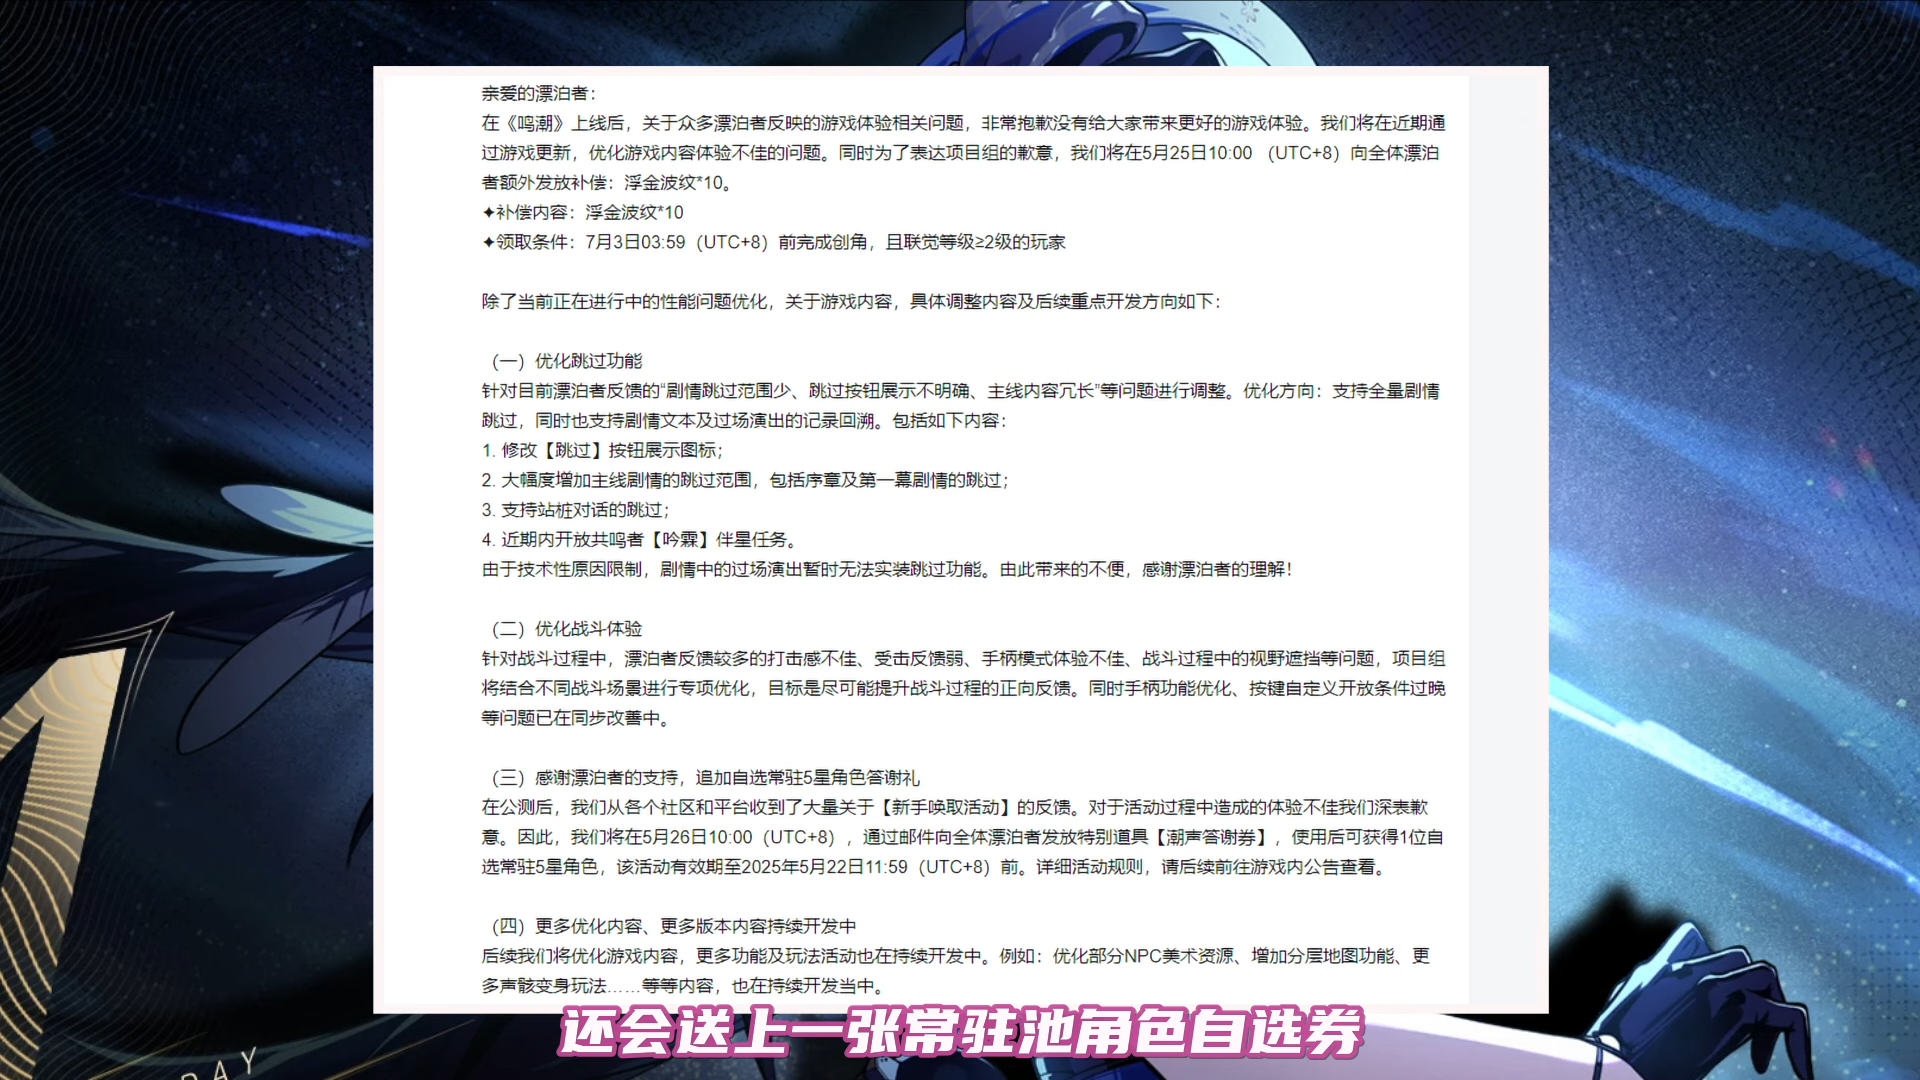 亲爱的漂泊者：
在《鸣潮》上线后，关于众多漂泊者反映的游戏体验相关问题，非常抱歉没有给大家带来更好的游戏体验。我们将在近期通
过游戏更新，优化游戏内容体验不佳的问题。同时为了表达项目组的歉意，我们将在5月25日10:00 （UTC+8）向全体漂泊
者额外发放补偿：浮金波纹*10。
✦补偿内容：浮金波纹*10
✦领取条件：7月3日03:59（UTC+8）前完成创角，且联觉等级≥2级的玩家
除了当前正在进行中的性能问题优化，关于游戏内容，具体调整内容及后续重点开发方向如下：
（一）优化跳过功能
针对目前漂泊者反馈的“剧情跳过范围少、跳过按钮展示不明确、主线内容冗长”等问题进行调整。优化方向：支持全量剧情
跳过，同时也支持剧情文本及过场演出的记录回溯。包括如下内容：
1. 修改【跳过】按钮展示图标；
2. 大幅度增加主线剧情的跳过范围，包括序章及第一幕剧情的跳过；
3. 支持站桩对话的跳过；
4. 近期内开放共鸣者【吟霖】伴星任务。
由于技术性原因限制，剧情中的过场演出暂时无法实装跳过功能。由此带来的不便，感谢漂泊者的理解！
（二）优化战斗体验
针对战斗过程中，漂泊者反馈较多的打击感不佳、受击反馈弱、手柄模式体验不佳、战斗过程中的视野遮挡等问题，项目组
将结合不同战斗场景进行专项优化，目标是尽可能提升战斗过程的正向反馈。同时手柄功能优化、按键自定义开放条件过晚
等问题已在同步改善中。
（三）感谢漂泊者的支持，追加自选常驻5星角色答谢礼
在公测后，我们从各个社区和平台收到了大量关于【新手唤取活动】的反馈。对于活动过程中造成的体验不佳我们深表歉
意。因此，我们将在5月26日10:00（UTC+8），通过邮件向全体漂泊者发放特别道具【潮声答谢券】，使用后可获得1位自
选常驻5星角色，该活动有效期至2025年5月22日11:59（UTC+8）前。详细活动规则，请后续前往游戏内公告查看。
（四）更多优化内容、更多版本内容持续开发中
后续我们将优化游戏内容，更多功能及玩法活动也在持续开发中。例如：优化部分NPC美术资源、增加分层地图功能、更
多声骸变身玩法……等等内容，也在持续开发当中。
还会送上一张常驻池角色自选券